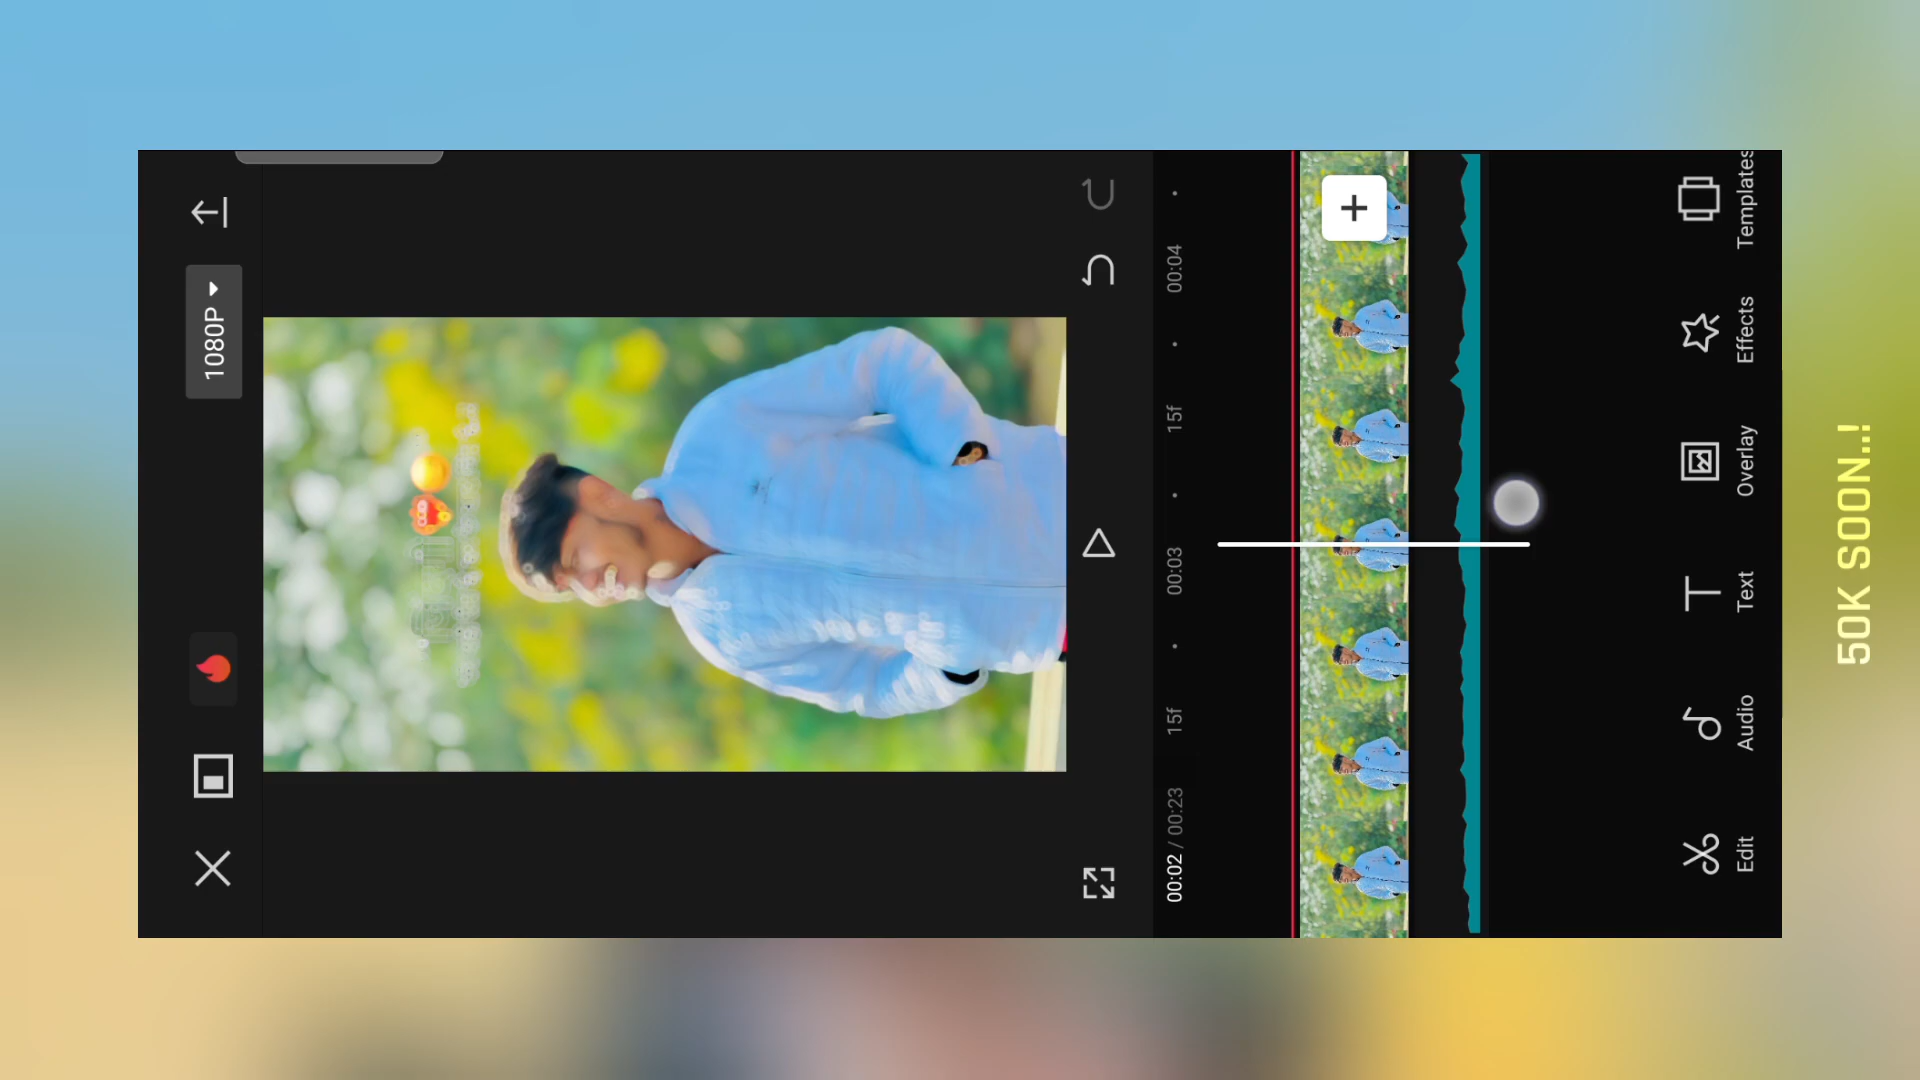 1080P
00:02 / 00:23
15f
00:03
15f
00:04
Edit
Audio
Text
Overlay
Effects
Templates
50K SOON..!